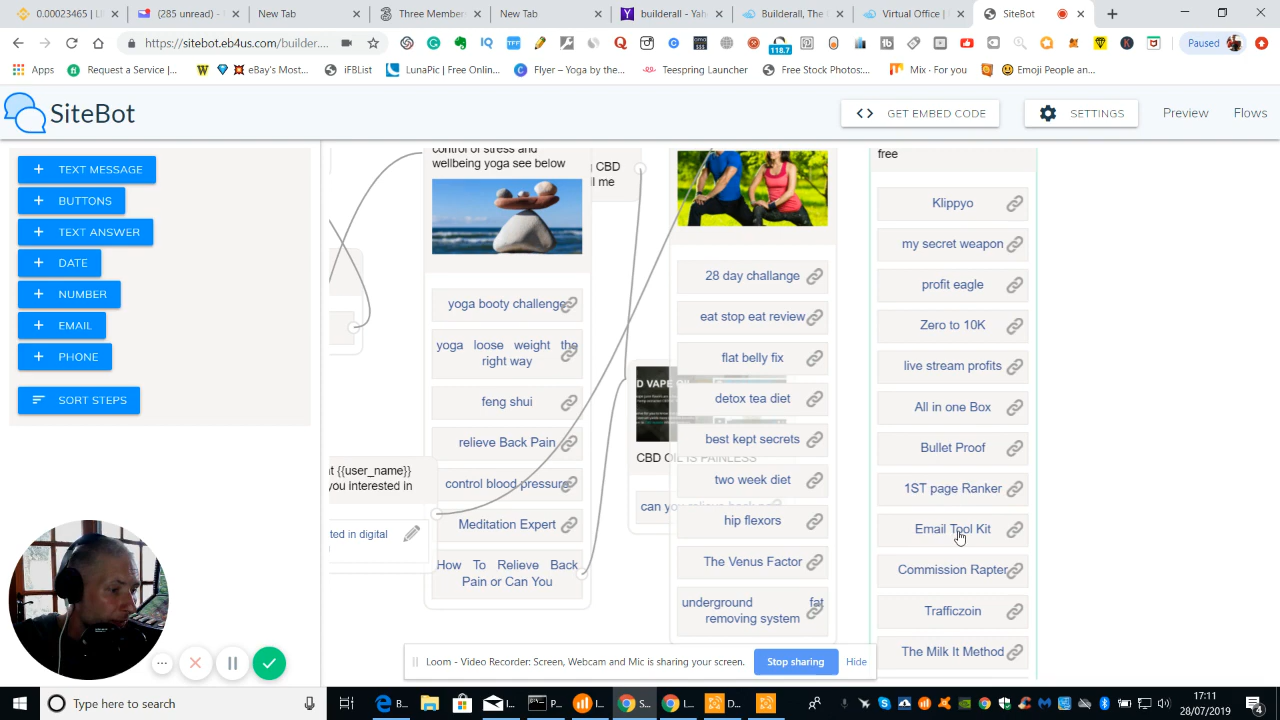 0.00023465 | L
(285 unread) -
New Tab
Three Member
New Tab
builderall - Yah
Builderall, The
Virtual Office |
SiteBot
https://sitebot.eb4us.com/builder....
118.7
Paused
Apps
Request a Service |...
eBay's Most...
iFBList
LunaPic | Free Onlin...
Flyer – Yoga by the...
Teespring Launcher
Free Stock Photos:...
Mix · For you
Emoji People an...
SiteBot
GET EMBED CODE
SETTINGS
Preview
Flows
TEXT MESSAGE
BUTTONS
TEXT ANSWER
DATE
NUMBER
EMAIL
PHONE
SORT STEPS
control of stress and
wellbeing yoga see below
yoga booty challenge
yoga loose weight the
right way
feng shui
relieve Back Pain
control blood pressure
Meditation Expert
How To Relieve Back
Pain or Can You
CBD
ll me
t {{user_name}}
you interested in
ted in digital
D VAPE OIL
CBD OIL IS PAINLESS
can you relieve back
28 day challange
eat stop eat review
flat belly fix
detox tea diet
best kept secrets
two week diet
hip flexors
The Venus Factor
underground fat
removing system
free
Klippyo
my secret weapon
profit eagle
Zero to 10K
live stream profits
All in one Box
Bullet Proof
1ST page Ranker
Email Tool Kit
Commission Rapter
Trafficzoin
The Milk It Method
Loom - Video Recorder: Screen, Webcam and Mic is sharing your screen.
Stop sharing
Hide
Type here to search
B...
P...
I...
I...
S...
L...
D...
17:11
28/07/2019